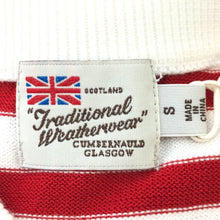 SCOTLAND
"Traditional
Weatherwear"
CUMBERNAULD
GLASGOW
S
MADE IN
CHINA